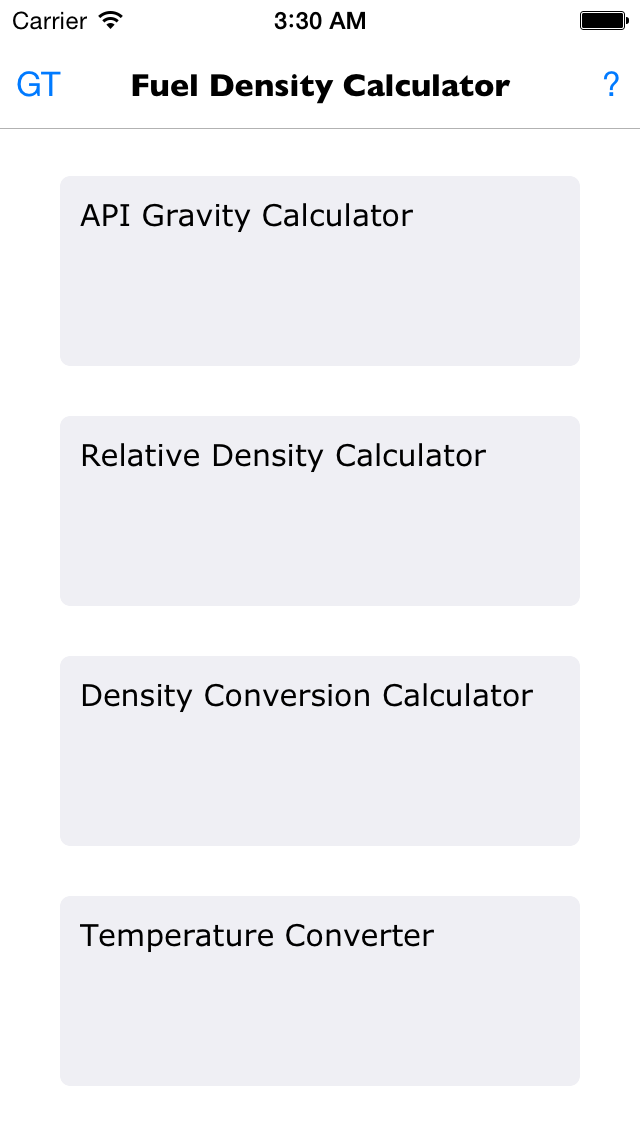 Carrier 3:30 AM
GT Fuel Density Calculator ?
API Gravity Calculator
Relative Density Calculator
Density Conversion Calculator
Temperature Converter